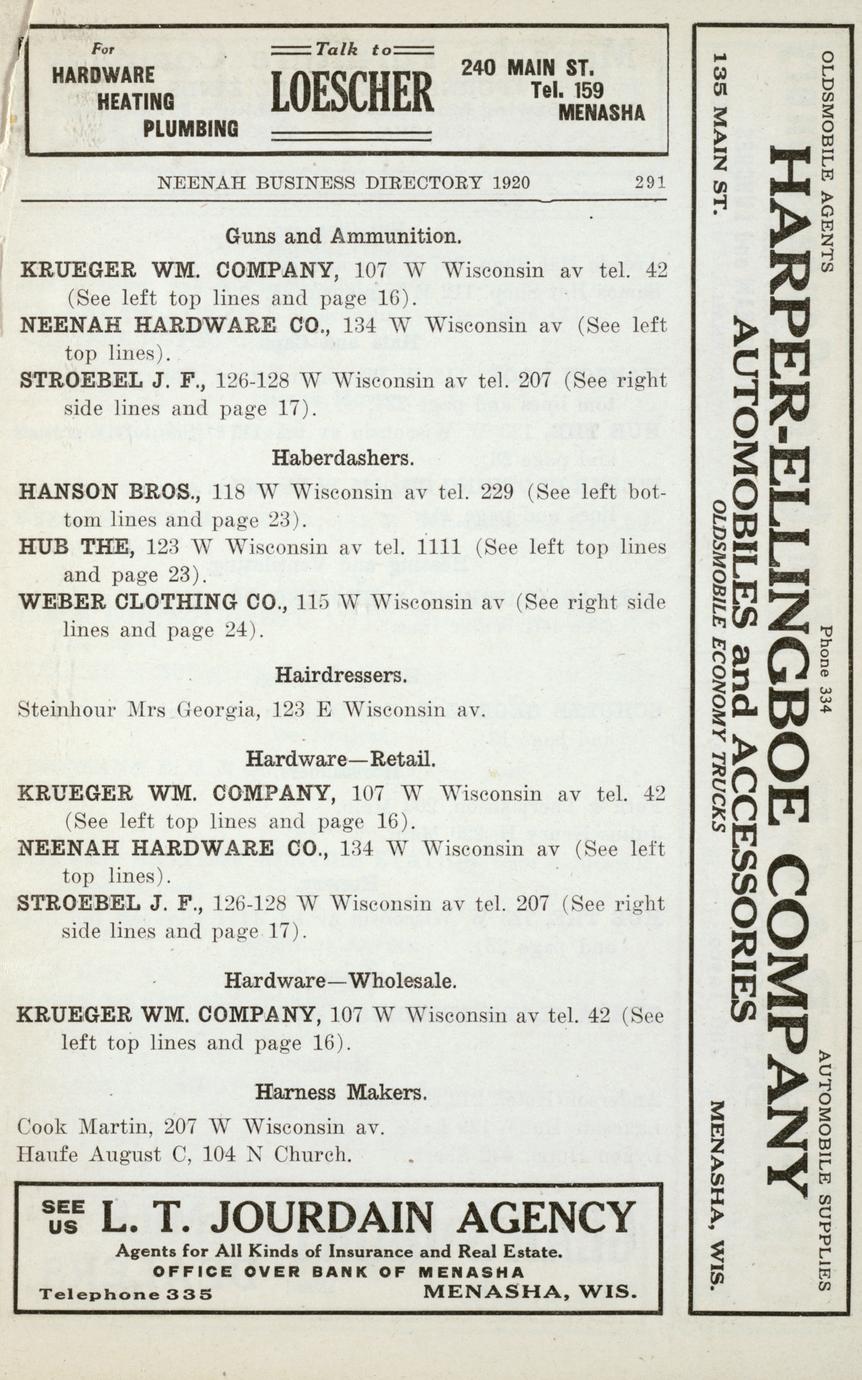 For
HARDWARE
HEATING
PLUMBING
Talk to
LOESCHER
240 MAIN ST.
Tel. 159
MENASHA
NEENAH BUSINESS DIRECTORY 1920 291
Guns and Ammunition.
KRUEGER WM. COMPANY, 107 W Wisconsin av tel. 42
(See left top lines and page 16).
NEENAH HARDWARE CO., 134 W Wisconsin av (See left
top lines).
STROEBEL J. F., 126-128 W Wisconsin av tel. 207 (See right
side lines and page 17).
Haberdashers.
HANSON BROS., 118 W Wisconsin av tel. 229 (See left bot-
tom lines and page 23).
HUB THE, 123 W Wisconsin av tel. 1111 (See left top lines
and page 23).
WEBER CLOTHING CO., 115 W Wisconsin av (See right side
lines and page 24).
Hairdressers.
Steinhour Mrs Georgia, 123 E Wisconsin av.
Hardware—Retail.
KRUEGER WM. COMPANY, 107 W Wisconsin av tel. 42
(See left top lines and page 16).
NEENAH HARDWARE CO., 134 W Wisconsin av (See left
top lines).
STROEBEL J. F., 126-128 W Wisconsin av tel. 207 (See right
side lines and page 17).
Hardware—Wholesale.
KRUEGER WM. COMPANY, 107 W Wisconsin av tel. 42 (See
left top lines and page 16).
Harness Makers.
Cook Martin, 207 W Wisconsin av.
Haufe August C, 104 N Church.
SEE US L. T. JOURDAIN AGENCY
Agents for All Kinds of Insurance and Real Estate.
OFFICE OVER BANK OF MENASHA
Telephone 335 MENASHA, WIS.
OLDSMOBILE AGENTS Phone 334 AUTOMOBILE SUPPLIES
HARPER-ELLINGBOE COMPANY
AUTOMOBILES and ACCESSORIES
135 MAIN ST. OLDSMOBILE ECONOMY TRUCKS MENASHA, WIS.